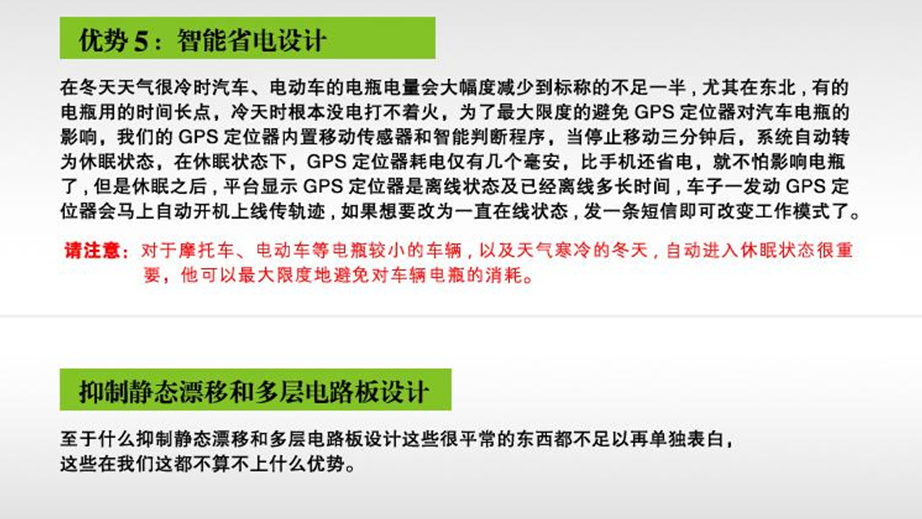 优势 5：智能省电设计
在冬天天气很冷时汽车、电动车的电瓶电量会大幅度减少到标称的不足一半，尤其在东北，有的
电瓶用的时间长点，冷天时根本没电打不着火，为了最大限度的避免 GPS 定位器对汽车电瓶的
影响，我们的 GPS 定位器内置移动传感器和智能判断程序，当停止移动三分钟后，系统自动转
为休眠状态，在休眠状态下，GPS 定位器耗电仅有几个毫安，比手机还省电，就不怕影响电瓶
了，但是休眠之后，平台显示 GPS 定位器是离线状态及已经离线多长时间，车子一发动 GPS 定
位器会马上自动开机上线传轨迹，如果想要改为一直在线状态，发一条短信即可改变工作模式了。
请注意：对于摩托车、电动车等电瓶较小的车辆，以及天气寒冷的冬天，自动进入休眠状态很重
要，他可以最大限度地避免对车辆电瓶的消耗。
抑制静态漂移和多层电路板设计
至于什么抑制静态漂移和多层电路板设计这些很平常的东西都不足以再单独表白，
这些在我们这都不算不上什么优势。